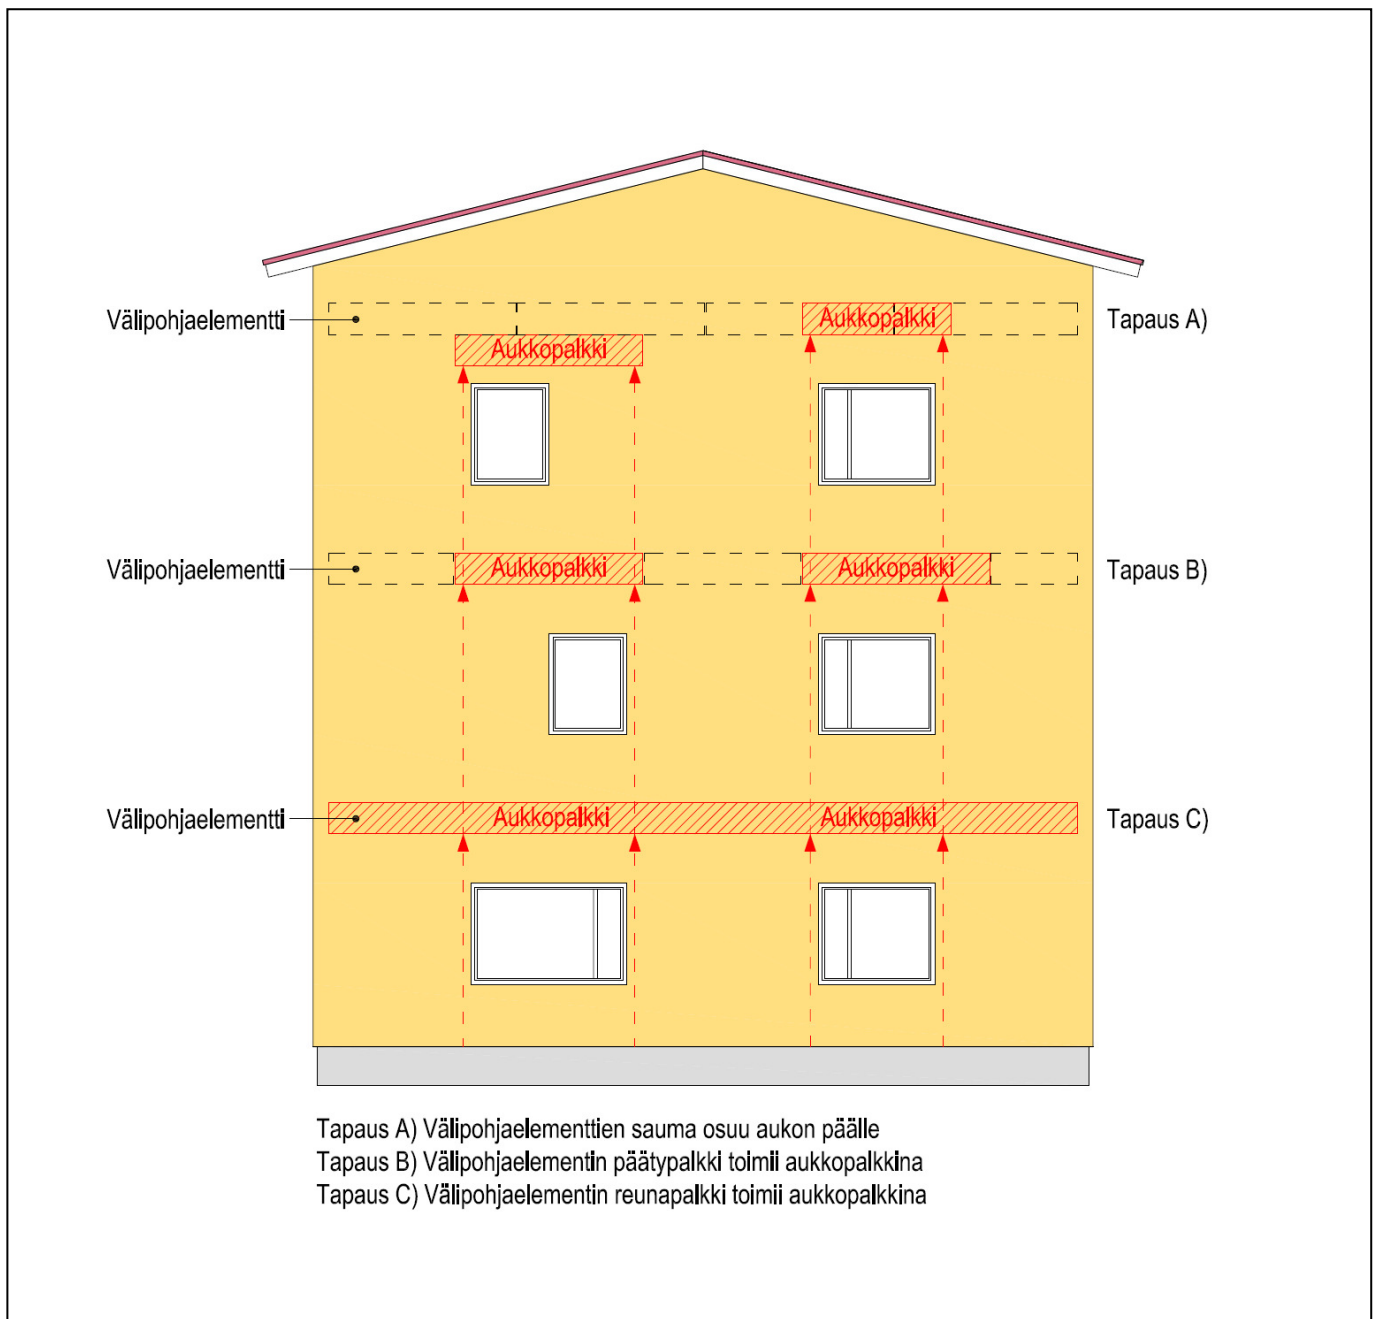 Välipohjaelementti
Aukkopalkki
Tapaus A)
Aukkopalkki
Välipohjaelementti
Aukkopalkki
Aukkopalkki
Tapaus B)
Välipohjaelementti
Aukkopalkki
Aukkopalkki
Tapaus C)
Tapaus A) Välipohjaelementtien sauma osuu aukon päälle
Tapaus B) Välipohjaelementin päätypalkki toimii aukkopalkkina
Tapaus C) Välipohjaelementin reunapalkki toimii aukkopalkkina